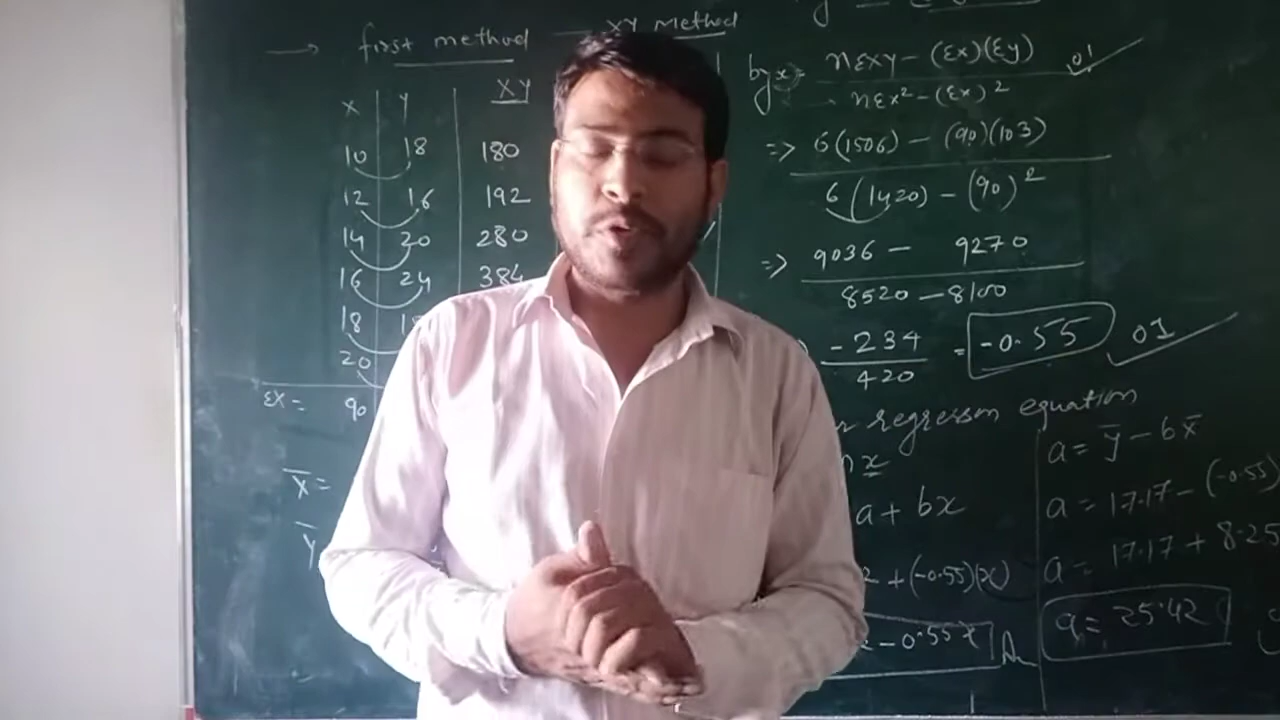 → first method — XY Method
X Y XY
10 18 180
12 16 192
14 20 280
16 24 384
18
20
ΣX = 90
X̄ =
Ȳ
byx = nΣxy − (Σx)(Σy) 01
nΣx² − (Σx)²
=> 6(1506) − (90)(103)
6(1420) − (90)²
=> 9036 − 9270
8520 − 8100
−234 = -0.55 01
420
regresson equation
x
a + bx
+ (-0.55)(x)
− 0.55x An
a = ȳ − bx̄
a = 17.17 − (-0.55)
a = 17.17 + 8.25
a = 25.42